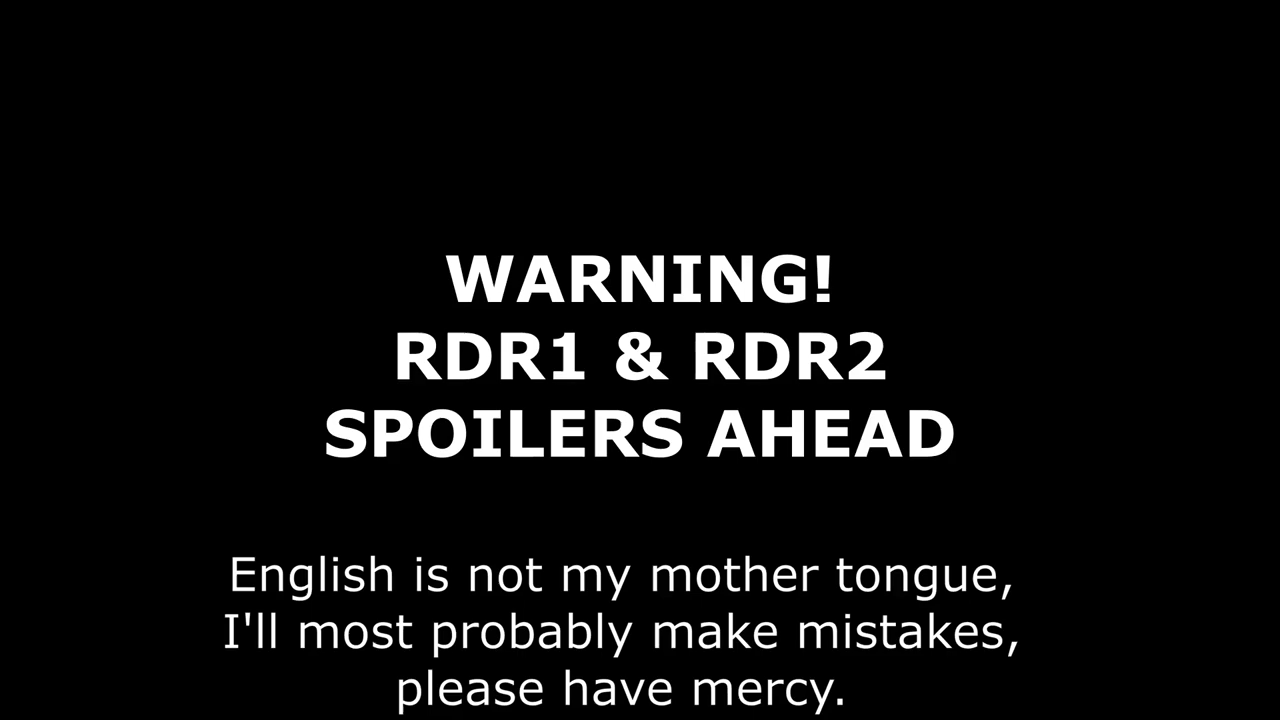 WARNING!
RDR1 & RDR2
SPOILERS AHEAD
English is not my mother tongue,
I'll most probably make mistakes,
please have mercy.